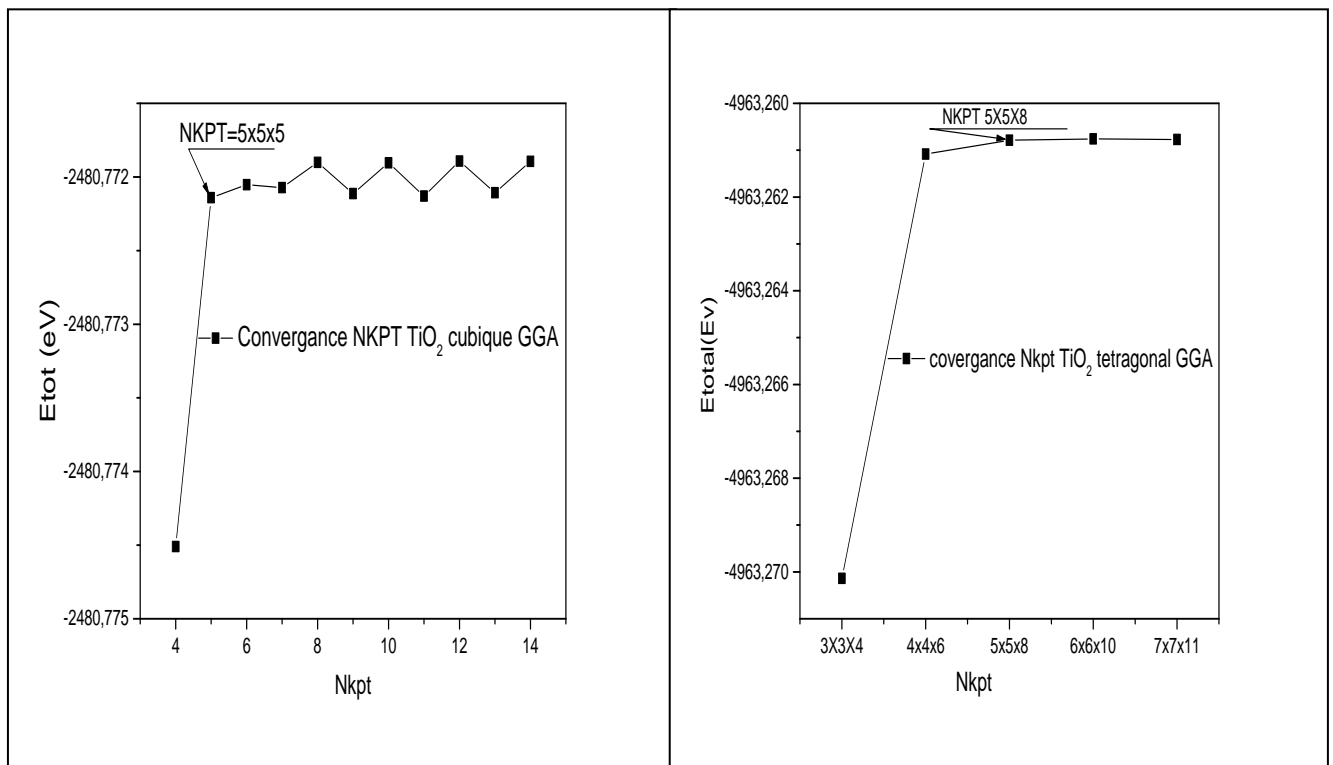 NKPT=5x5x5
-2480,772
-2480,773
-2480,774
-2480,775
Etot (eV)
Convergance NKPT TiO2 cubique GGA
4
6
8
10
12
14
Nkpt
-4963,260
NKPT 5X5X8
-4963,262
-4963,264
-4963,266
-4963,268
-4963,270
Etotal(Ev)
covergance Nkpt TiO2 tetragonal GGA
3X3X4
4x4x6
5x5x8
6x6x10
7x7x11
Nkpt